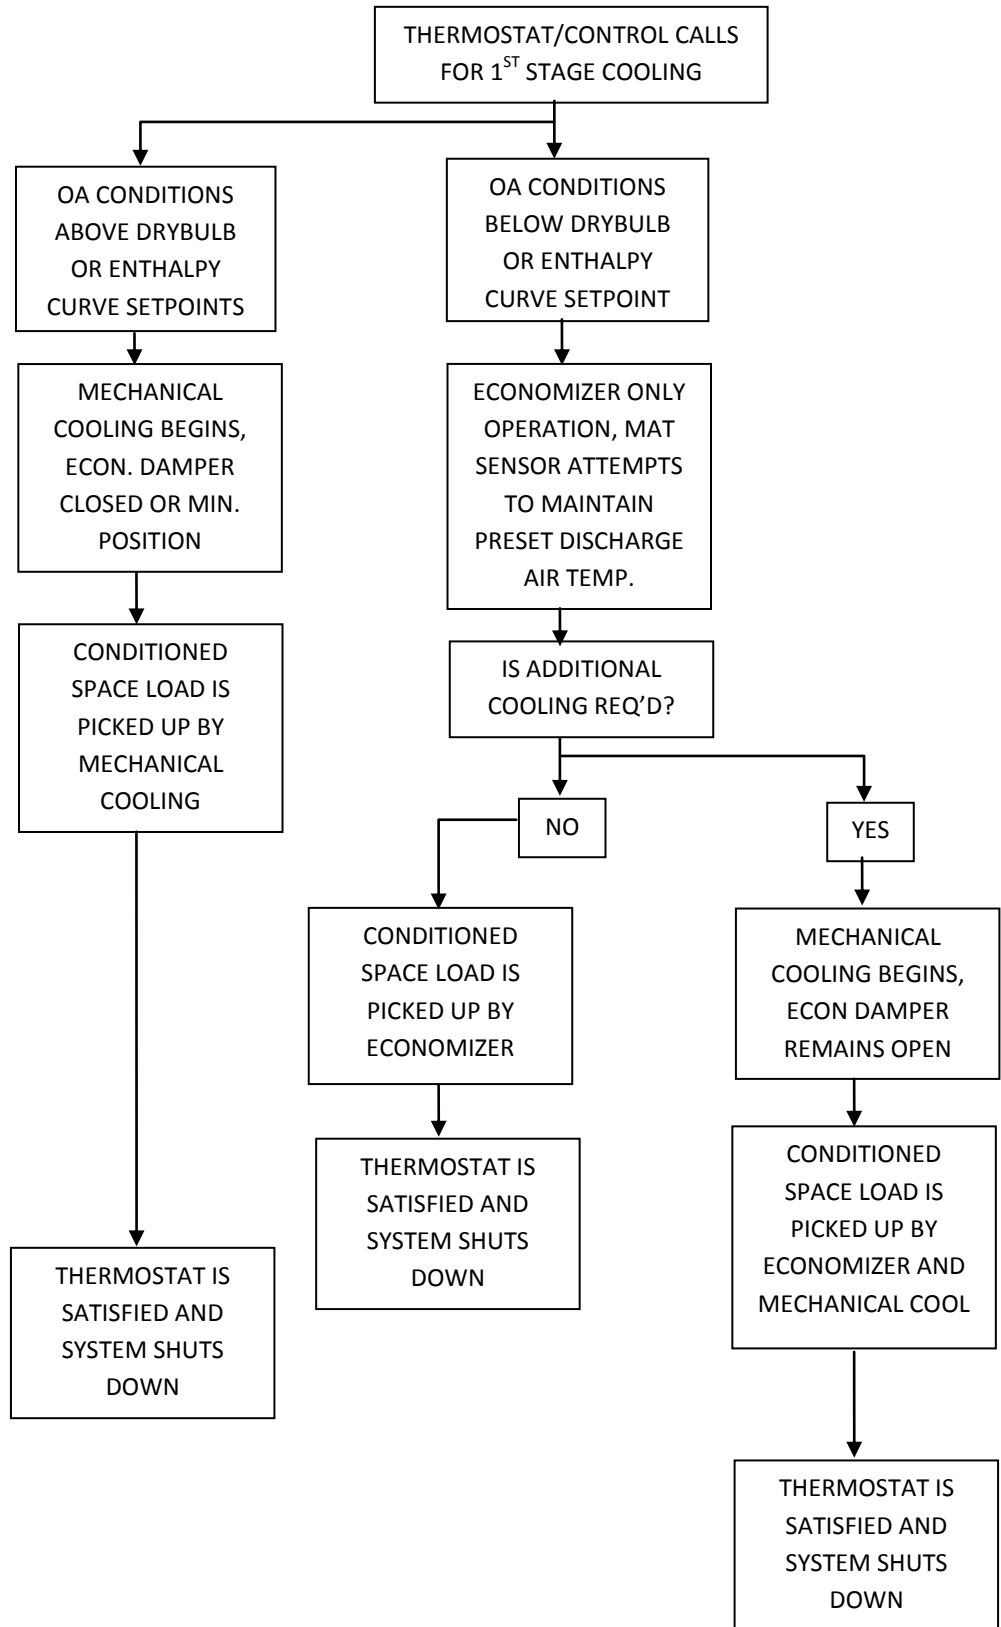 THERMOSTAT/CONTROL CALLS
FOR 1ST STAGE COOLING
OA CONDITIONS
ABOVE DRYBULB
OR ENTHALPY
CURVE SETPOINTS
OA CONDITIONS
BELOW DRYBULB
OR ENTHALPY
CURVE SETPOINT
MECHANICAL
COOLING BEGINS,
ECON. DAMPER
CLOSED OR MIN.
POSITION
ECONOMIZER ONLY
OPERATION, MAT
SENSOR ATTEMPTS
TO MAINTAIN
PRESET DISCHARGE
AIR TEMP.
CONDITIONED
SPACE LOAD IS
PICKED UP BY
MECHANICAL
COOLING
IS ADDITIONAL
COOLING REQ’D?
NO
YES
CONDITIONED
SPACE LOAD IS
PICKED UP BY
ECONOMIZER
MECHANICAL
COOLING BEGINS,
ECON DAMPER
REMAINS OPEN
THERMOSTAT IS
SATISFIED AND
SYSTEM SHUTS
DOWN
CONDITIONED
SPACE LOAD IS
PICKED UP BY
ECONOMIZER AND
MECHANICAL COOL
THERMOSTAT IS
SATISFIED AND
SYSTEM SHUTS
DOWN
THERMOSTAT IS
SATISFIED AND
SYSTEM SHUTS
DOWN